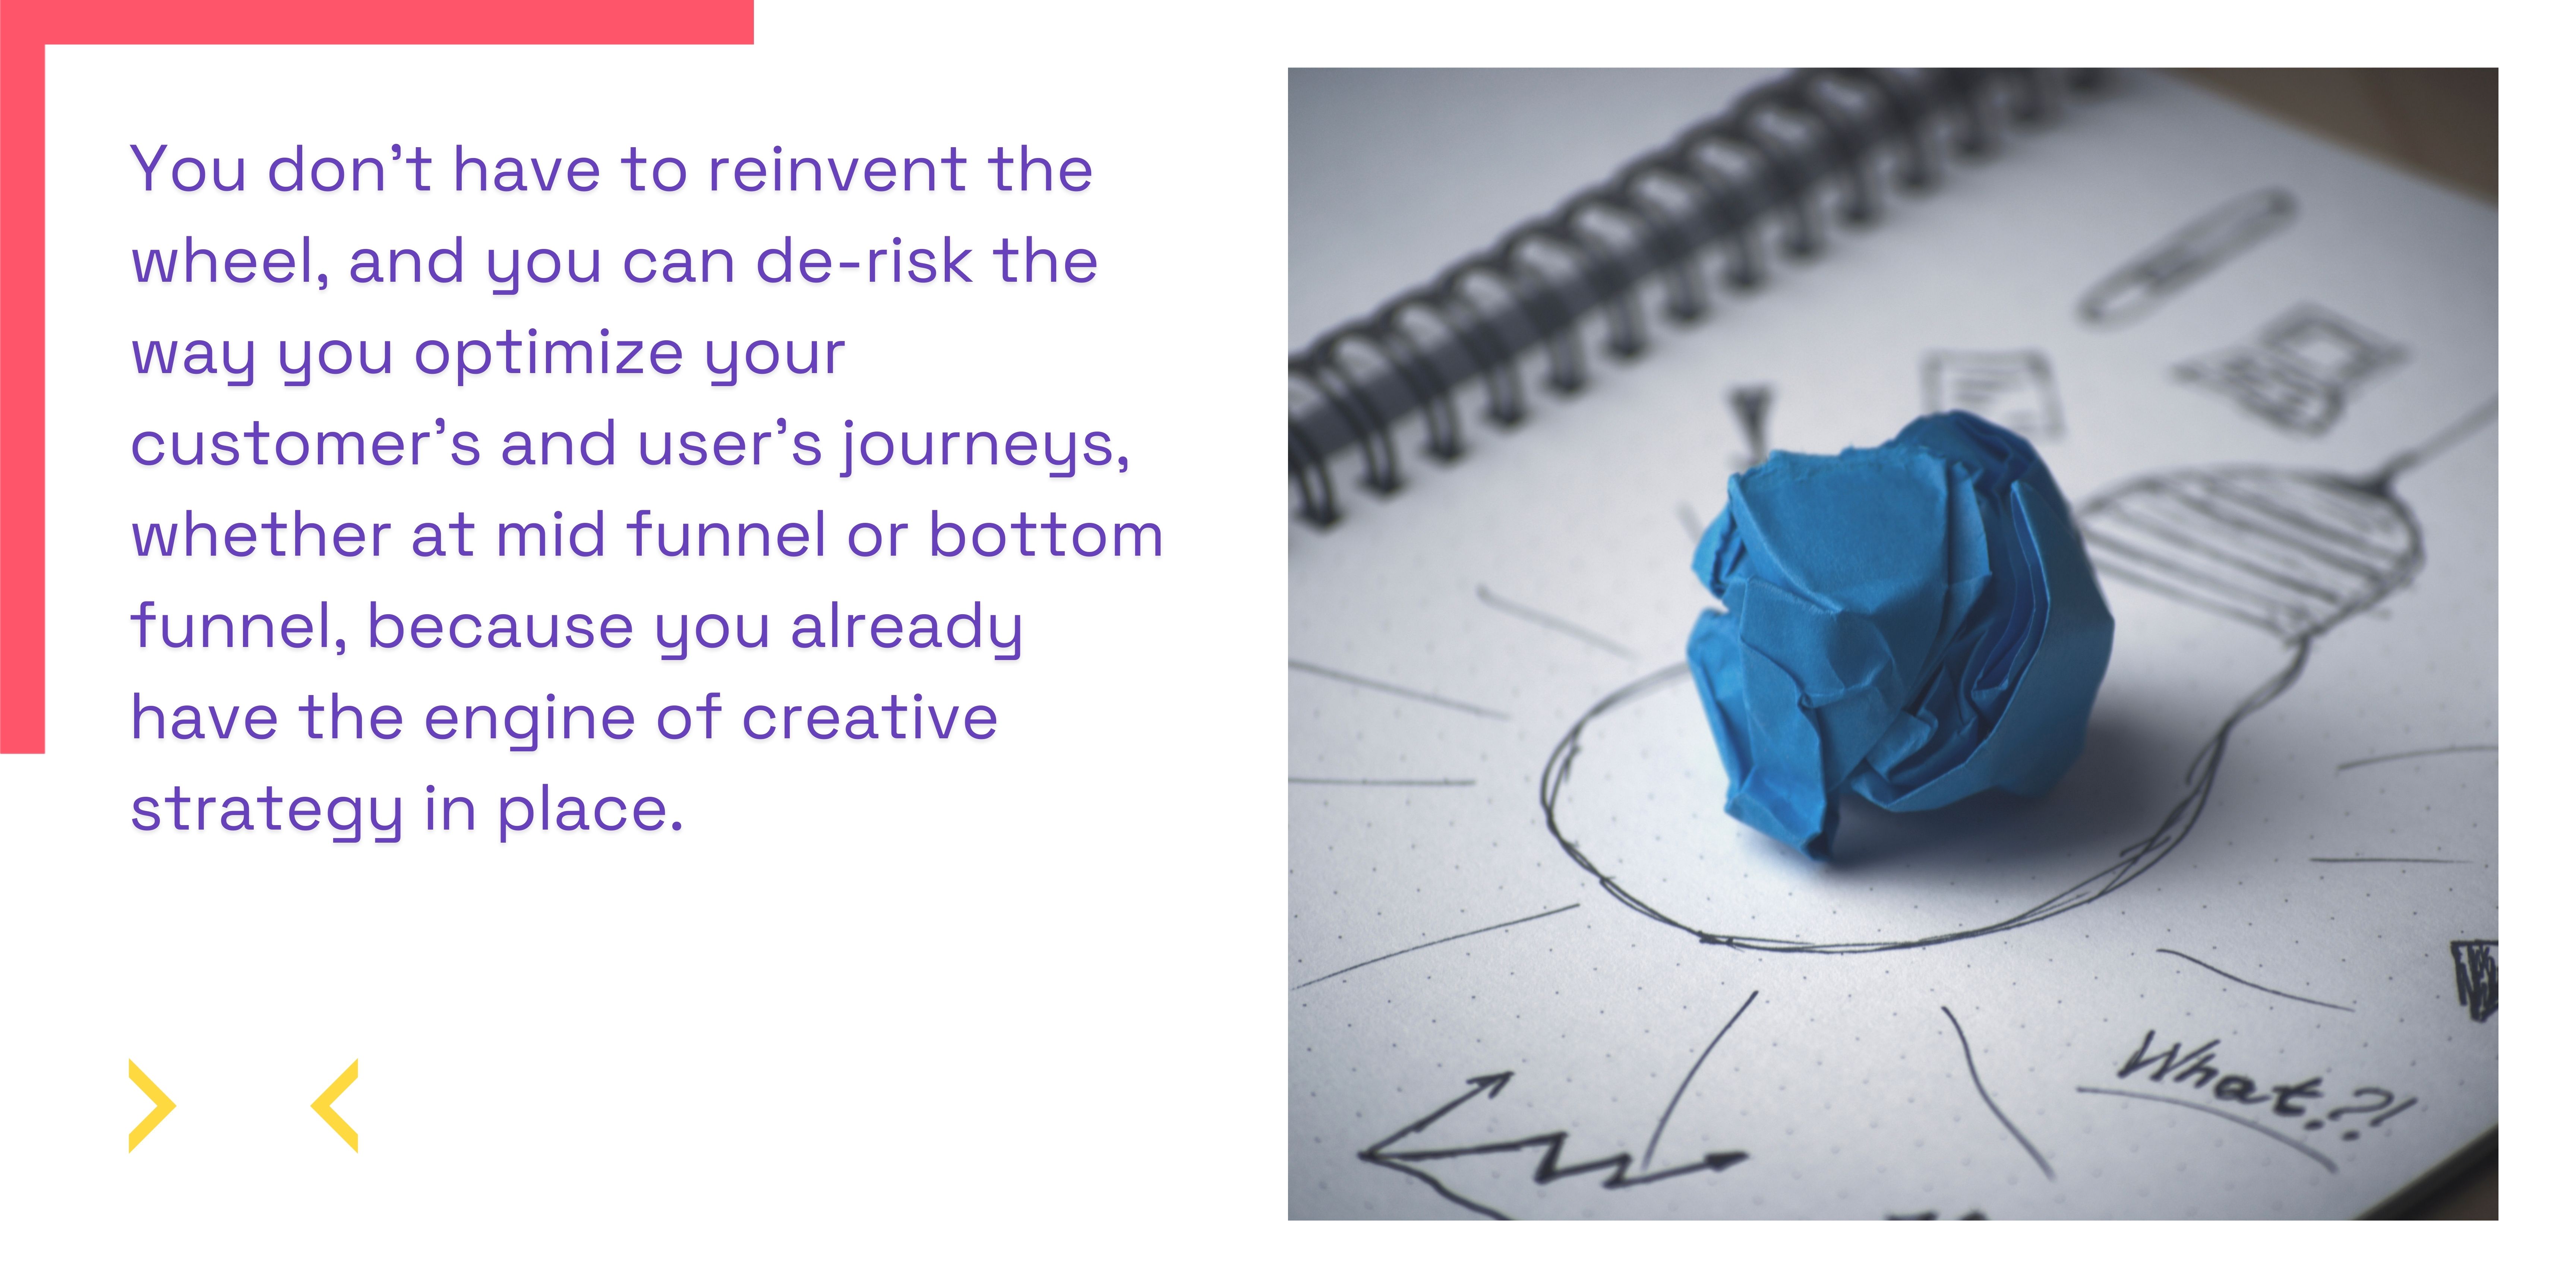 You don’t have to reinvent the
wheel, and you can de-risk the
way you optimize your
customer’s and user’s journeys,
whether at mid funnel or bottom
funnel, because you already
have the engine of creative
strategy in place.
What?!